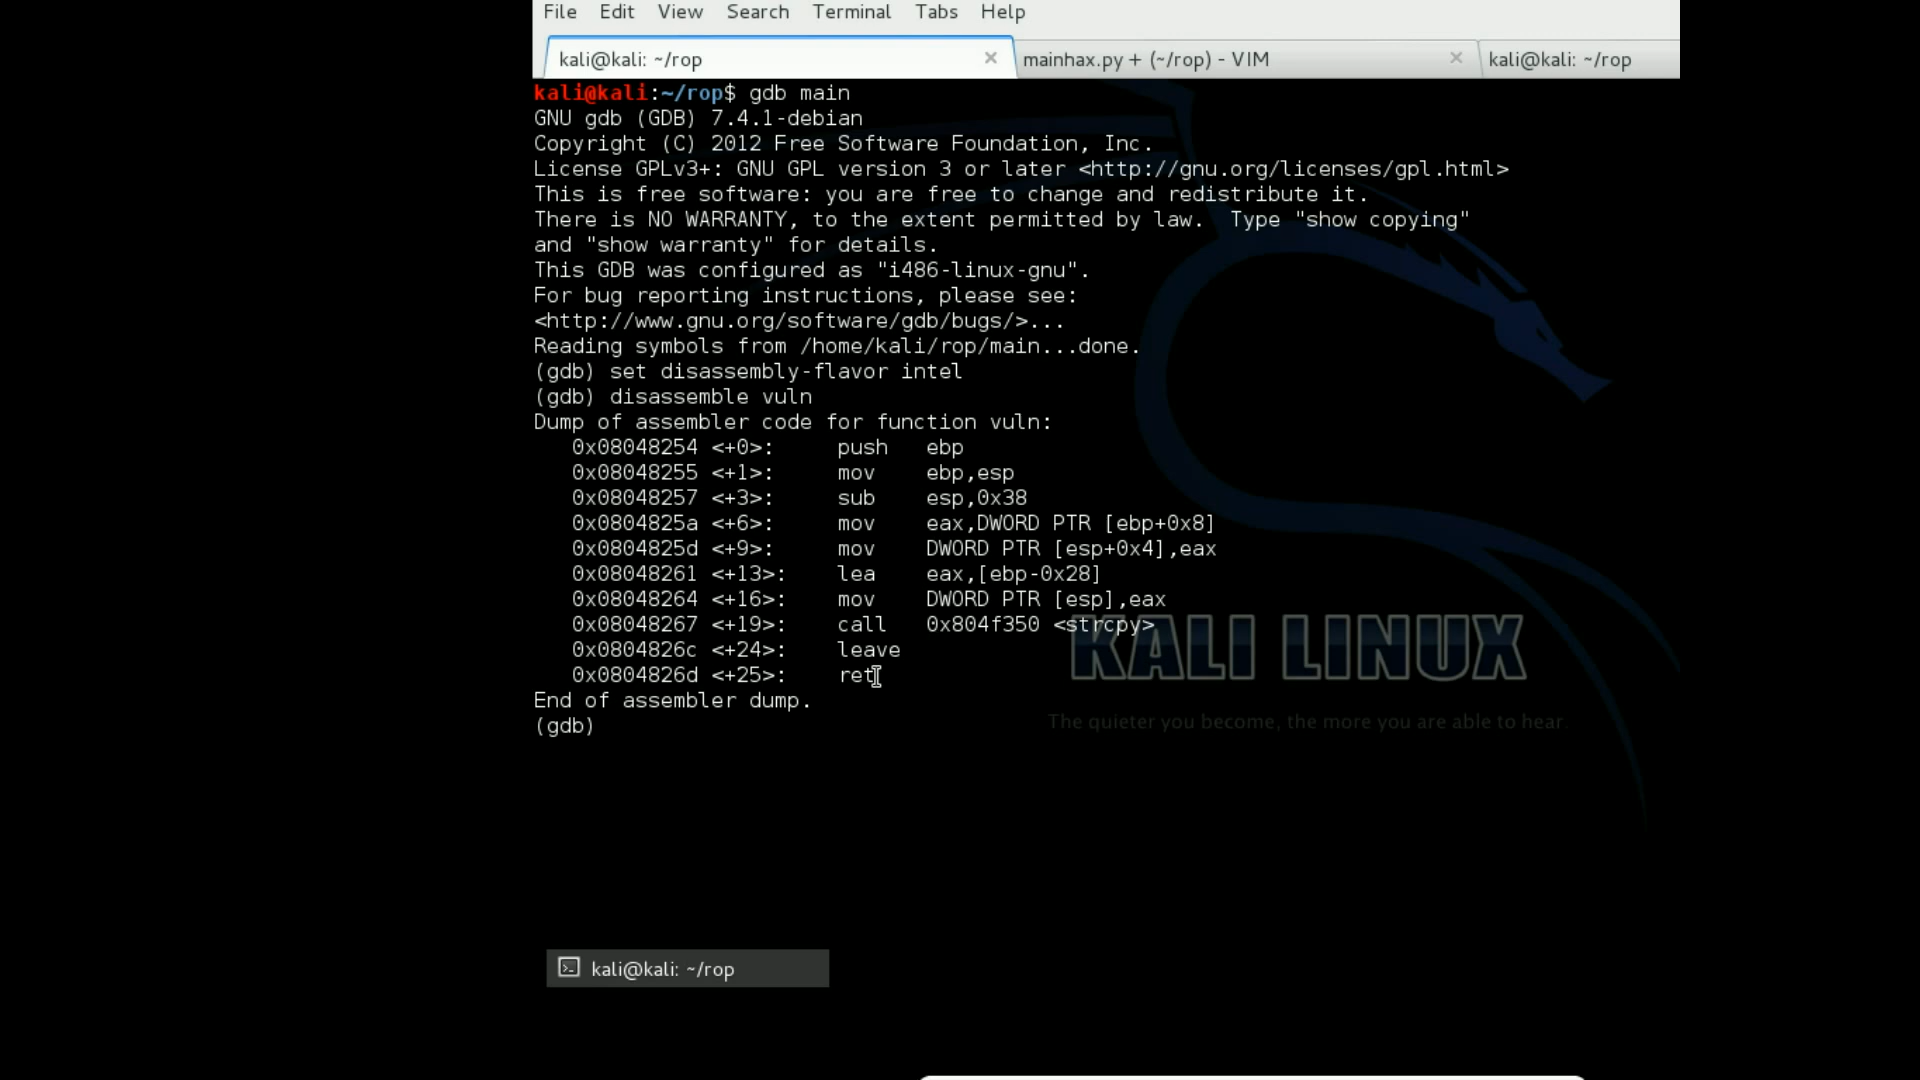 File Edit View Search Terminal Tabs Help
kali@kali: ~/rop × mainhax.py + (~/rop) - VIM × kali@kali: ~/rop
kali@kali:~/rop$ gdb main
GNU gdb (GDB) 7.4.1-debian
Copyright (C) 2012 Free Software Foundation, Inc.
License GPLv3+: GNU GPL version 3 or later <http://gnu.org/licenses/gpl.html>
This is free software: you are free to change and redistribute it.
There is NO WARRANTY, to the extent permitted by law.  Type "show copying"
and "show warranty" for details.
This GDB was configured as "i486-linux-gnu".
For bug reporting instructions, please see:
<http://www.gnu.org/software/gdb/bugs/>...
Reading symbols from /home/kali/rop/main...done.
(gdb) set disassembly-flavor intel
(gdb) disassemble vuln
Dump of assembler code for function vuln:
   0x08048254 <+0>:     push   ebp
   0x08048255 <+1>:     mov    ebp,esp
   0x08048257 <+3>:     sub    esp,0x38
   0x0804825a <+6>:     mov    eax,DWORD PTR [ebp+0x8]
   0x0804825d <+9>:     mov    DWORD PTR [esp+0x4],eax
   0x08048261 <+13>:    lea    eax,[ebp-0x28]
   0x08048264 <+16>:    mov    DWORD PTR [esp],eax
   0x08048267 <+19>:    call   0x804f350 <strcpy>
   0x0804826c <+24>:    leave
   0x0804826d <+25>:    ret
End of assembler dump.
(gdb)
KALI LINUX
The quieter you become, the more you are able to hear.
kali@kali: ~/rop